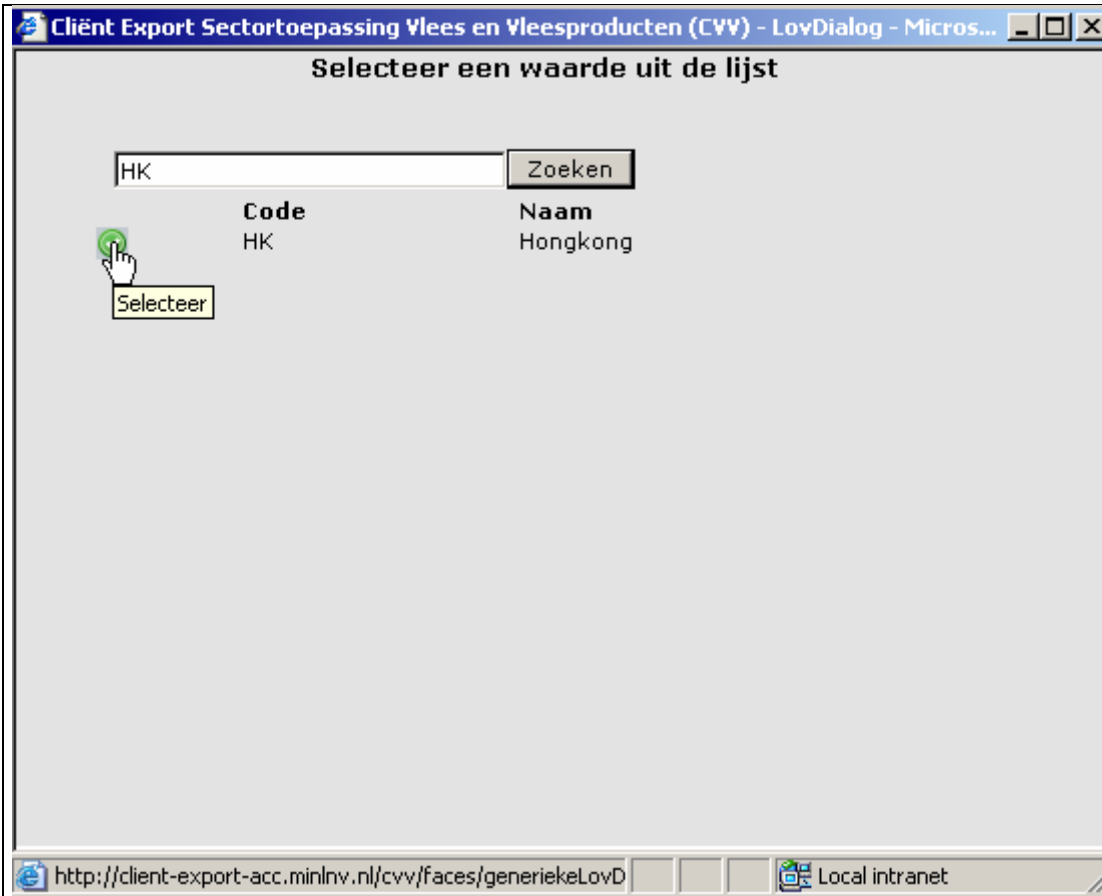 Cliënt Export Sectortoepassing Vlees en Vleesproducten (CVV) - LovDialog - Micros...
Selecteer een waarde uit de lijst
HK Zoeken
Code Naam
HK Hongkong
Selecteer
http://client-export-acc.minlnv.nl/cvv/faces/generiekeLovD Local intranet